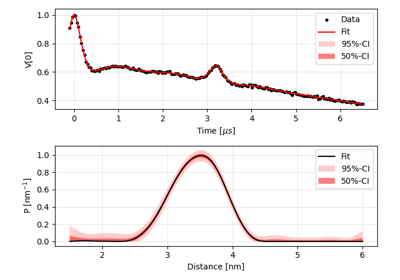 1.0
0.8
0.6
0.4
V[0]
Data
Fit
95%-CI
50%-CI
0 1 2 3 4 5 6
Time [μs]
1.0
0.8
0.6
0.4
0.2
0.0
P [nm⁻¹]
Fit
95%-CI
50%-CI
2 3 4 5 6
Distance [nm]